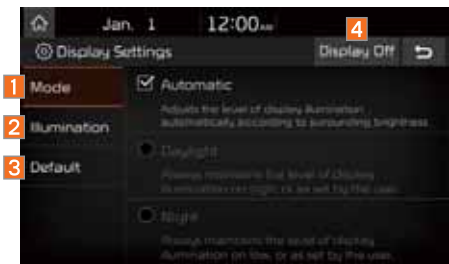 Jan. 1 12:00 AM
4
Display Settings Display Off
1 Mode
Automatic
Adjusts the level of display illumination
automatically according to surrounding brightness.
2 Illumination
Daylight
Always maintains the level of display
illumination on high, or as set by the user.
3 Default
Night
Always maintains the level of display
illumination on low, or as set by the user.